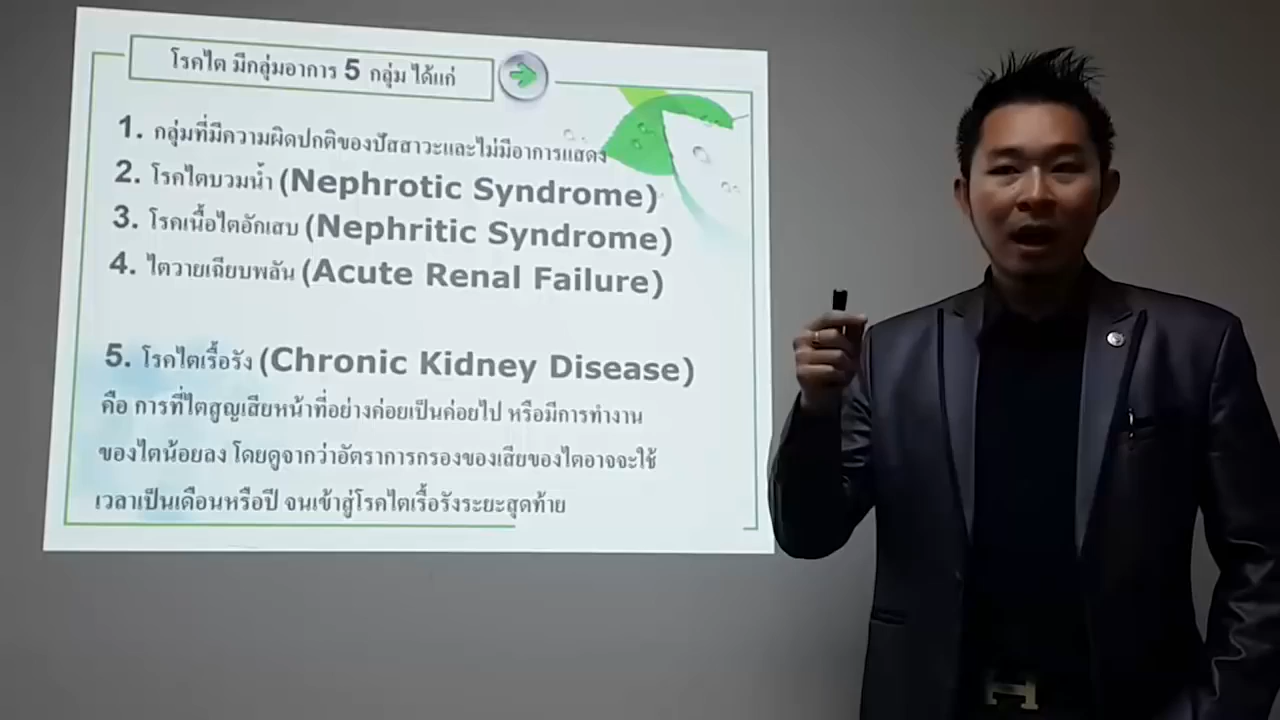 โรคไต มีกลุ่มอาการ 5 กลุ่ม ได้แก่
1. กลุ่มที่มีความผิดปกติของปัสสาวะและไม่มีอาการแสดง
2. โรคไตบวมน้ำ (Nephrotic Syndrome)
3. โรคเนื้อไตอักเสบ (Nephritic Syndrome)
4. ไตวายเฉียบพลัน (Acute Renal Failure)
5. โรคไตเรื้อรัง (Chronic Kidney Disease)
คือ การที่ไตสูญเสียหน้าที่อย่างค่อยเป็นค่อยไป หรือมีการทำงาน
ของไตน้อยลง โดยดูจากว่าอัตราการกรองของเสียของไตอาจจะใช้
เวลาเป็นเดือนหรือปี จนเข้าสู่โรคไตเรื้อรังระยะสุดท้าย